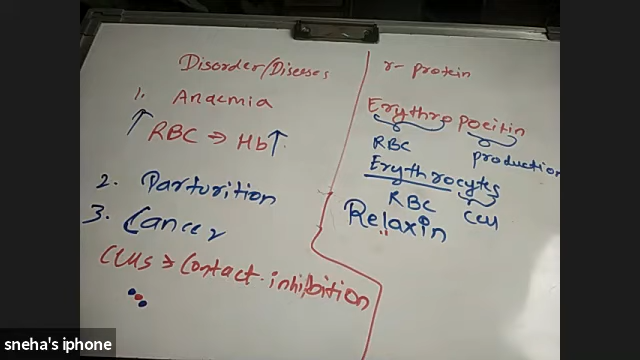 Disorder/Diseases
1. Anaemia
↑ RBC ⇒ Hb↑
2. Parturition
3. Cancer
Cells ⇒ Contact-inhibition
r- protein
Erythropoeitin
RBC production
Erythrocytes
RBC Cell
Relaxin
sneha's iphone